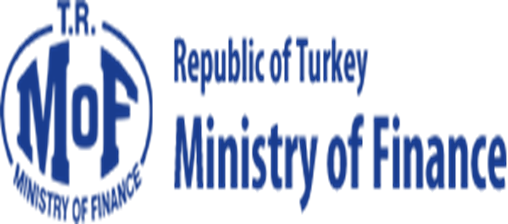 T.R.
MoF
MINISTRY OF FINANCE
Republic of Turkey
Ministry of Finance